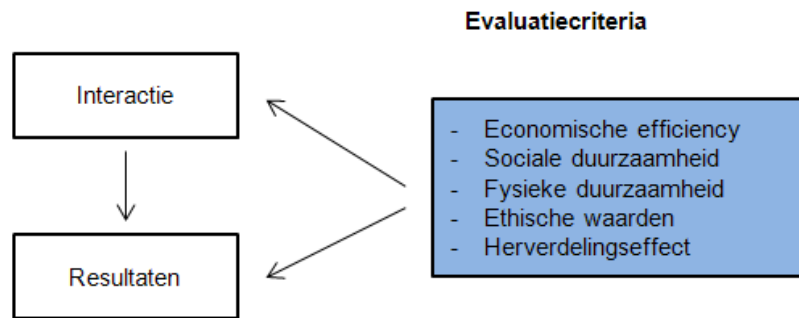 Evaluatiecriteria
Interactie
- Economische efficiency
- Sociale duurzaamheid
- Fysieke duurzaamheid
- Ethische waarden
- Herverdelingseffect
Resultaten